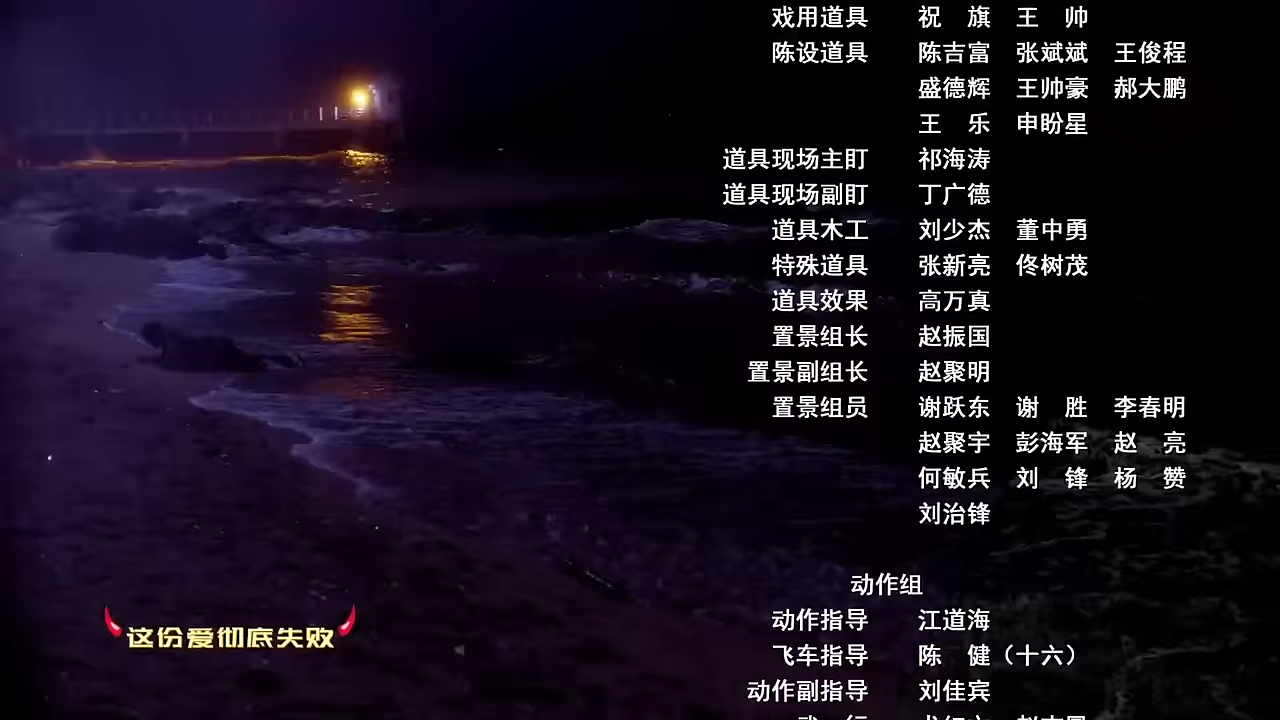 戏用道具 祝 旗 王 帅
陈设道具 陈吉富 张斌斌 王俊程
盛德辉 王帅豪 郝大鹏
王 乐 申盼星
道具现场主盯 祁海涛
道具现场副盯 丁广德
道具木工 刘少杰 董中勇
特殊道具 张新亮 佟树茂
道具效果 高万真
置景组长 赵振国
置景副组长 赵聚明
置景组员 谢跃东 谢 胜 李春明
赵聚宇 彭海军 赵 亮
何敏兵 刘 锋 杨 赞
刘治锋
动作组
动作指导 江道海
这份爱彻底失败
飞车指导 陈 健（十六）
动作副指导 刘佳宾